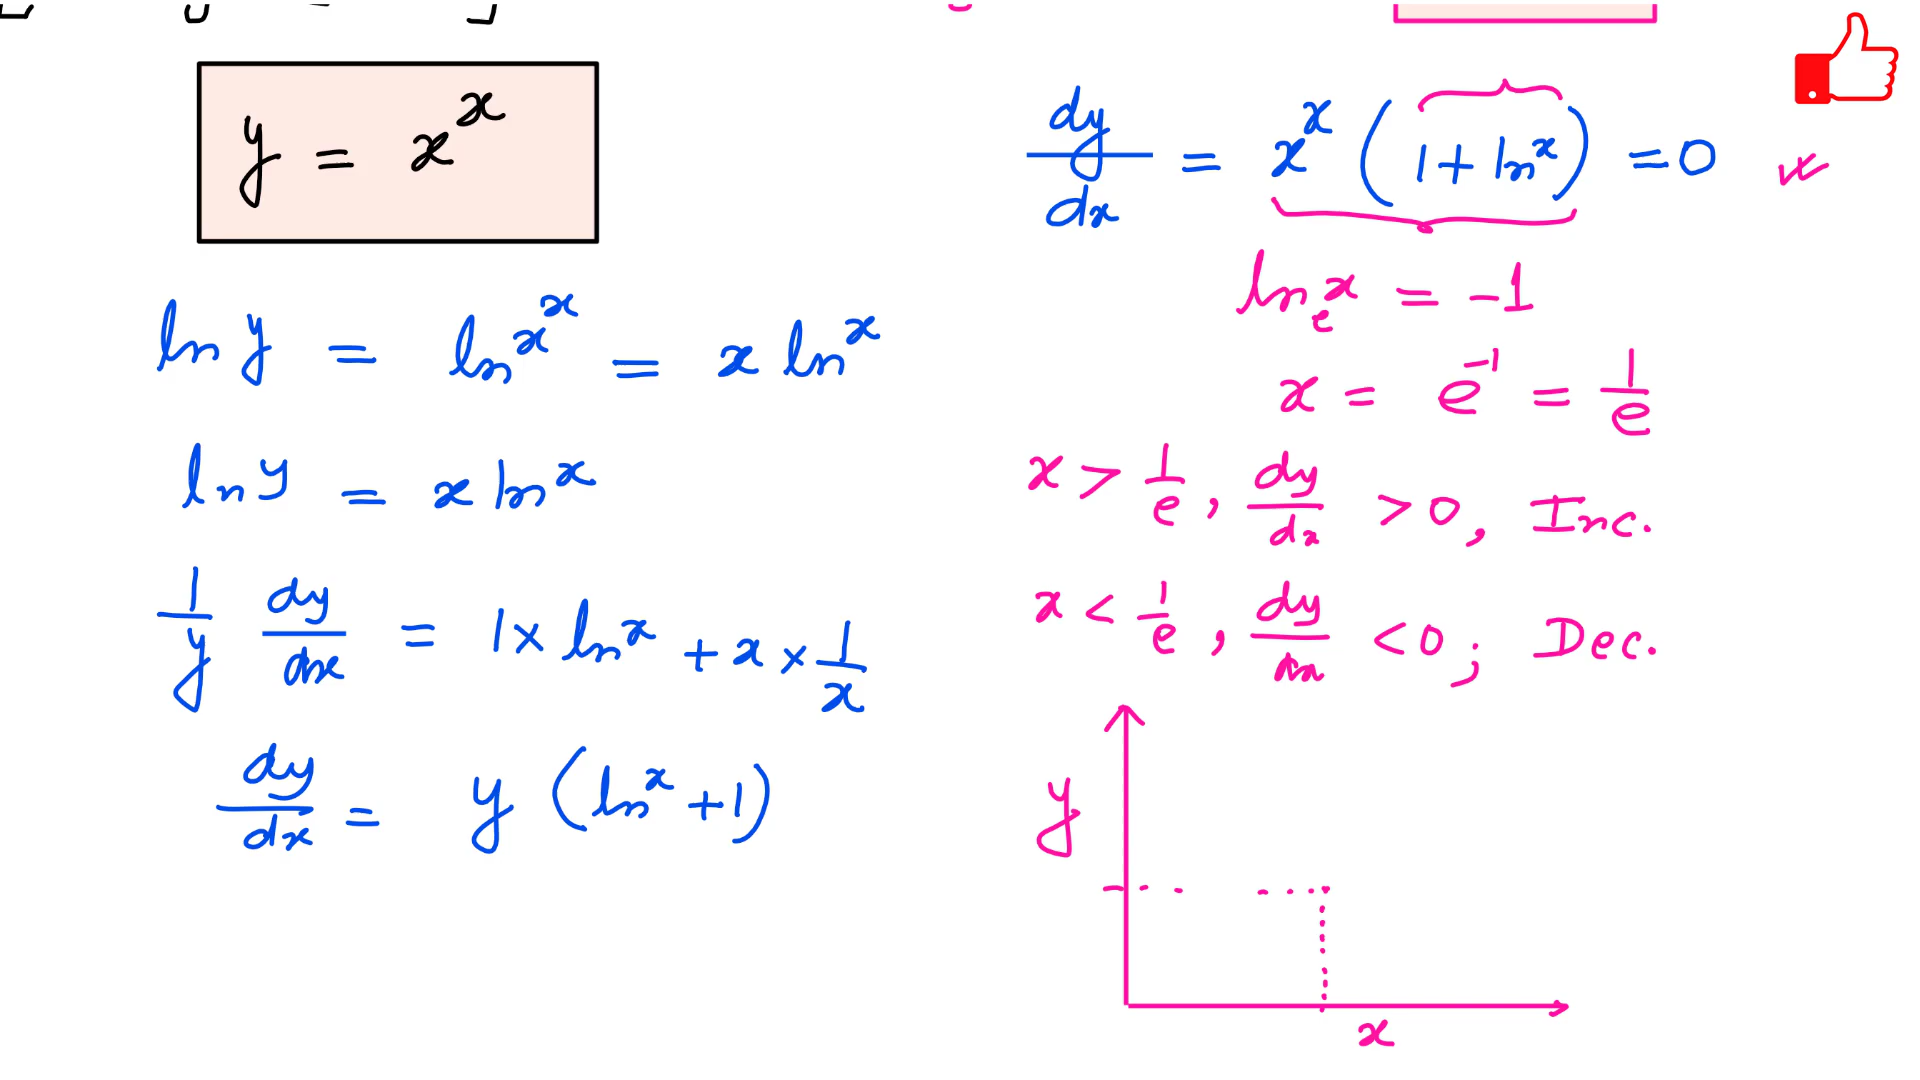 y = x^x
ln y = ln x^x = x ln x
ln y = x ln x
1/y dy/dx = 1 × ln x + x × 1/x
dy/dx = y (ln x + 1)
dy/dx = x^x (1 + ln x) = 0
ln_e x = -1
x = e^-1 = 1/e
x > 1/e, dy/dx > 0, Inc.
x < 1/e, dy/dx < 0; Dec.
y
x